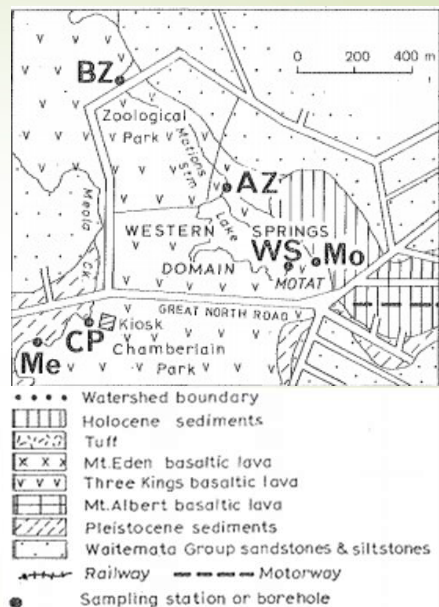 0 200 400 m
BZ
Zoological
Park
Motions
Stm
AZ
Meola
Ck
Lake
WESTERN SPRINGS
DOMAIN
WS
Mo
MOTAT
GREAT NORTH ROAD
CP
Kiosk
Me
Chamberlain
Park
Watershed boundary
Holocene sediments
Tuff
Mt.Eden basaltic lava
Three Kings basaltic lava
Mt.Albert basaltic lava
Pleistocene sediments
Waitemata Group sandstones & siltstones
Railway Motorway
Sampling station or borehole